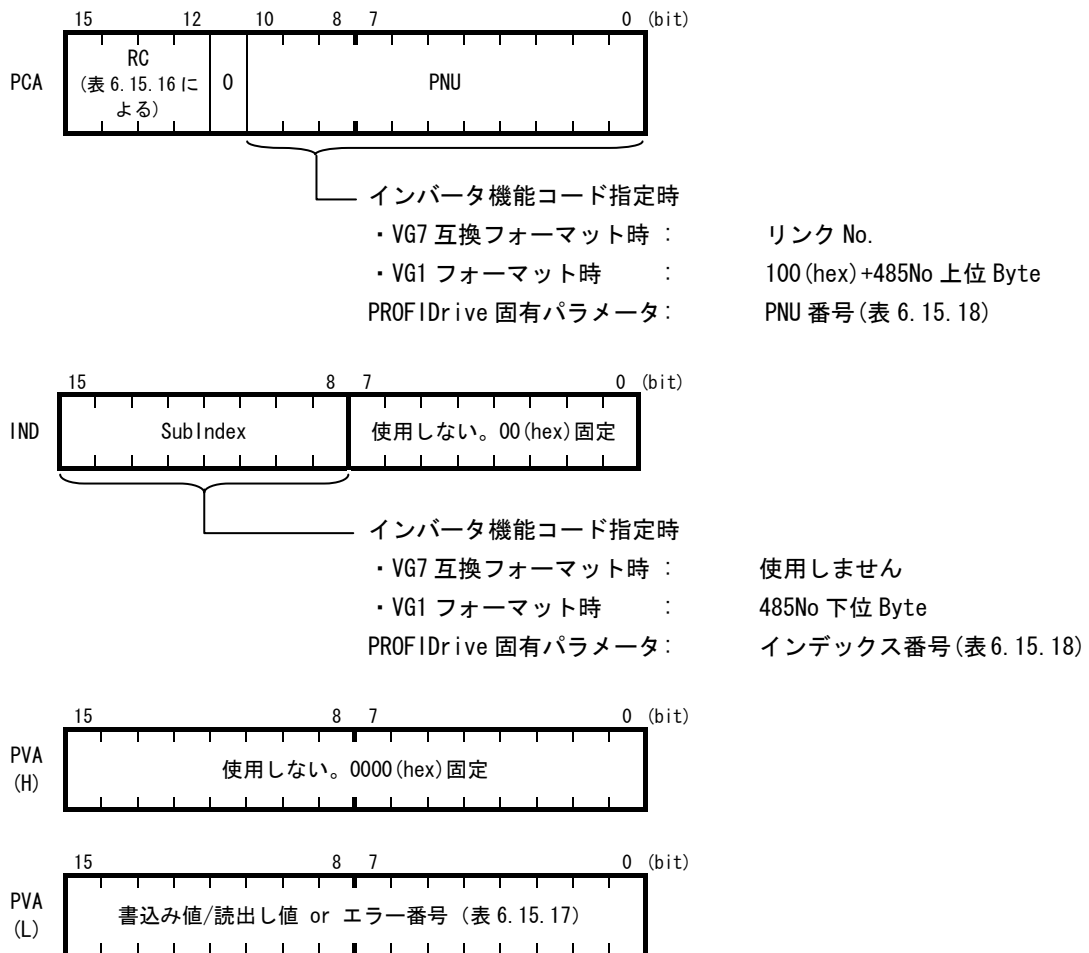 15 12 10 8 7 0 (bit)
PCA
RC
(表 6.15.16 に
よる)
0
PNU
インバータ機能コード指定時
・VG7 互換フォーマット時： リンク No.
・VG1 フォーマット時 ： 100(hex)+485No 上位 Byte
PROFIDrive 固有パラメータ： PNU 番号(表 6.15.18)
15 8 7 0 (bit)
IND
SubIndex
使用しない。00(hex)固定
インバータ機能コード指定時
・VG7 互換フォーマット時 ： 使用しません
・VG1 フォーマット時 ： 485No 下位 Byte
PROFIDrive 固有パラメータ： インデックス番号(表 6.15.18)
15 8 7 0 (bit)
PVA
(H)
使用しない。0000(hex)固定
15 8 7 0 (bit)
PVA
(L)
書込み値/読出し値 or エラー番号 (表 6.15.17)